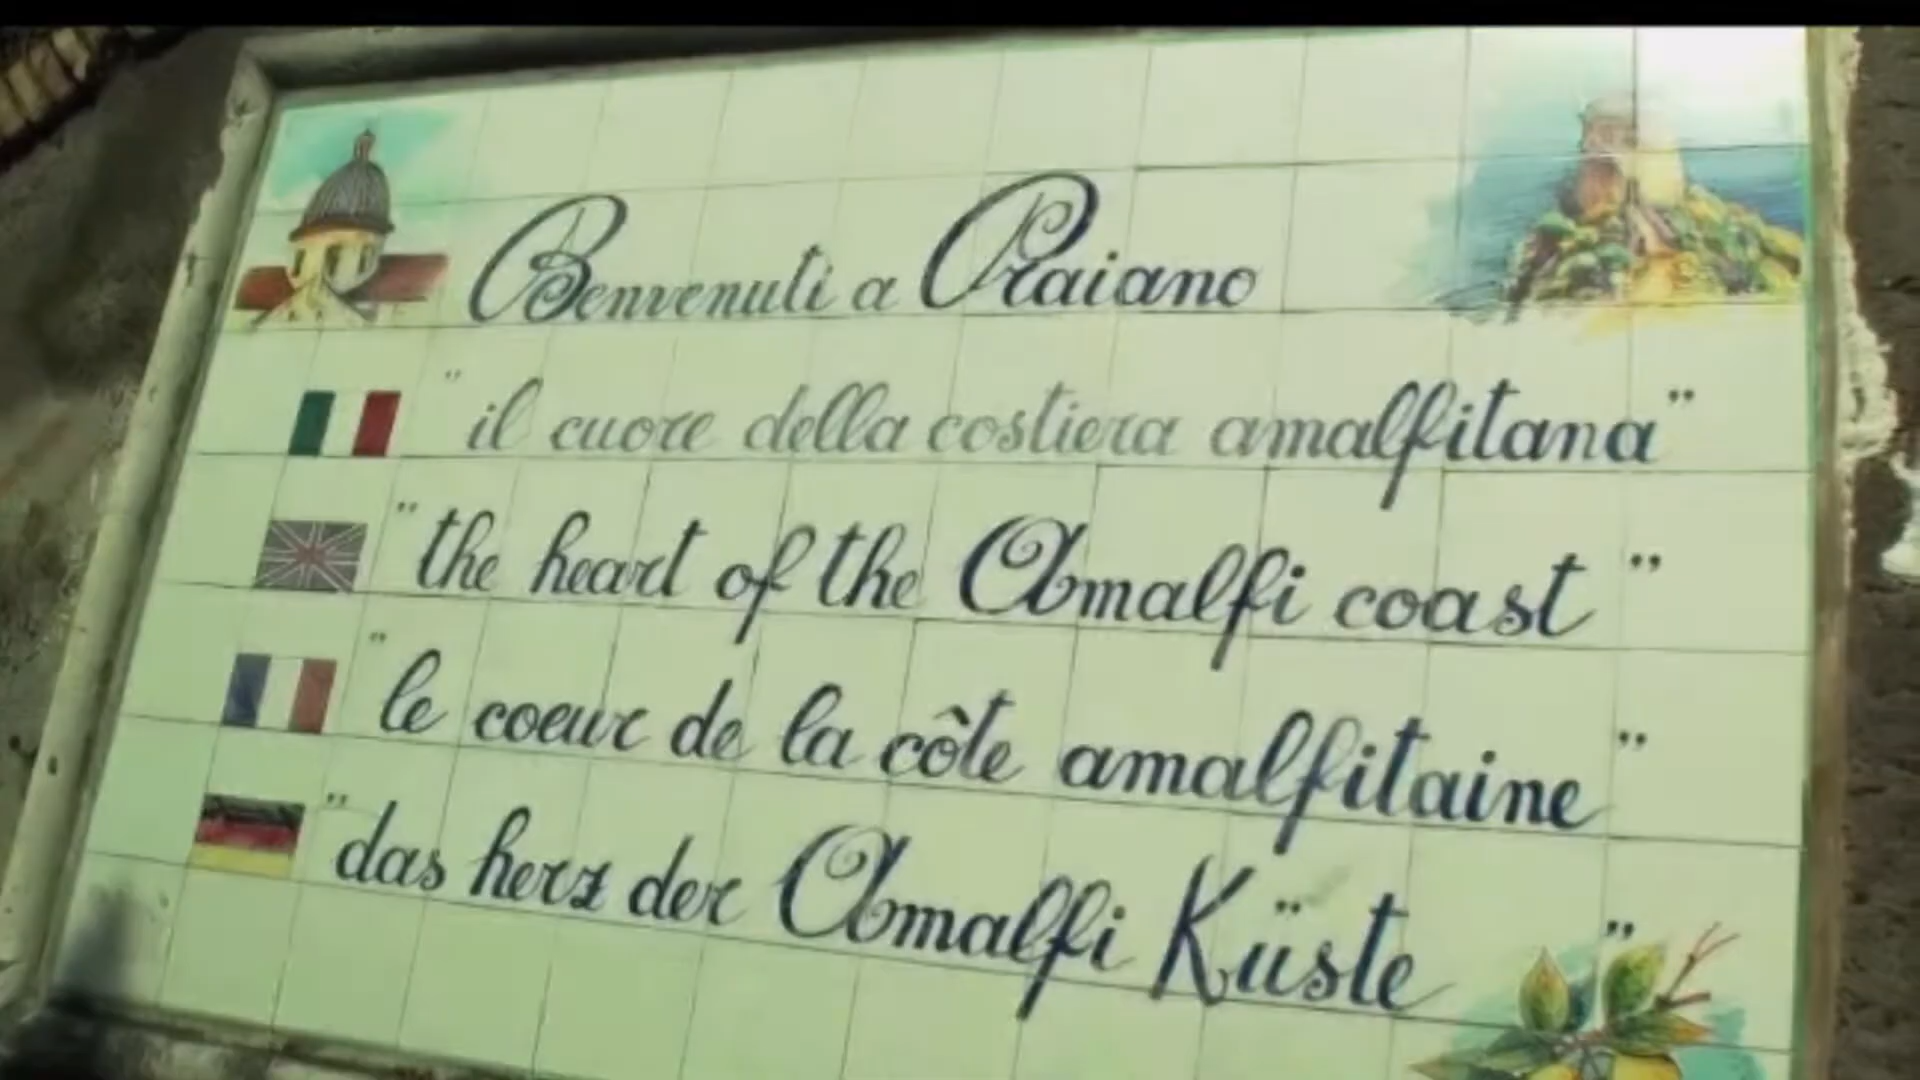 Benvenuti a Praiano
"il cuore della costiera amalfitana"
"the heart of the Amalfi coast"
"le coeur de la côte amalfitaine"
"das herz der Amalfi Küste"